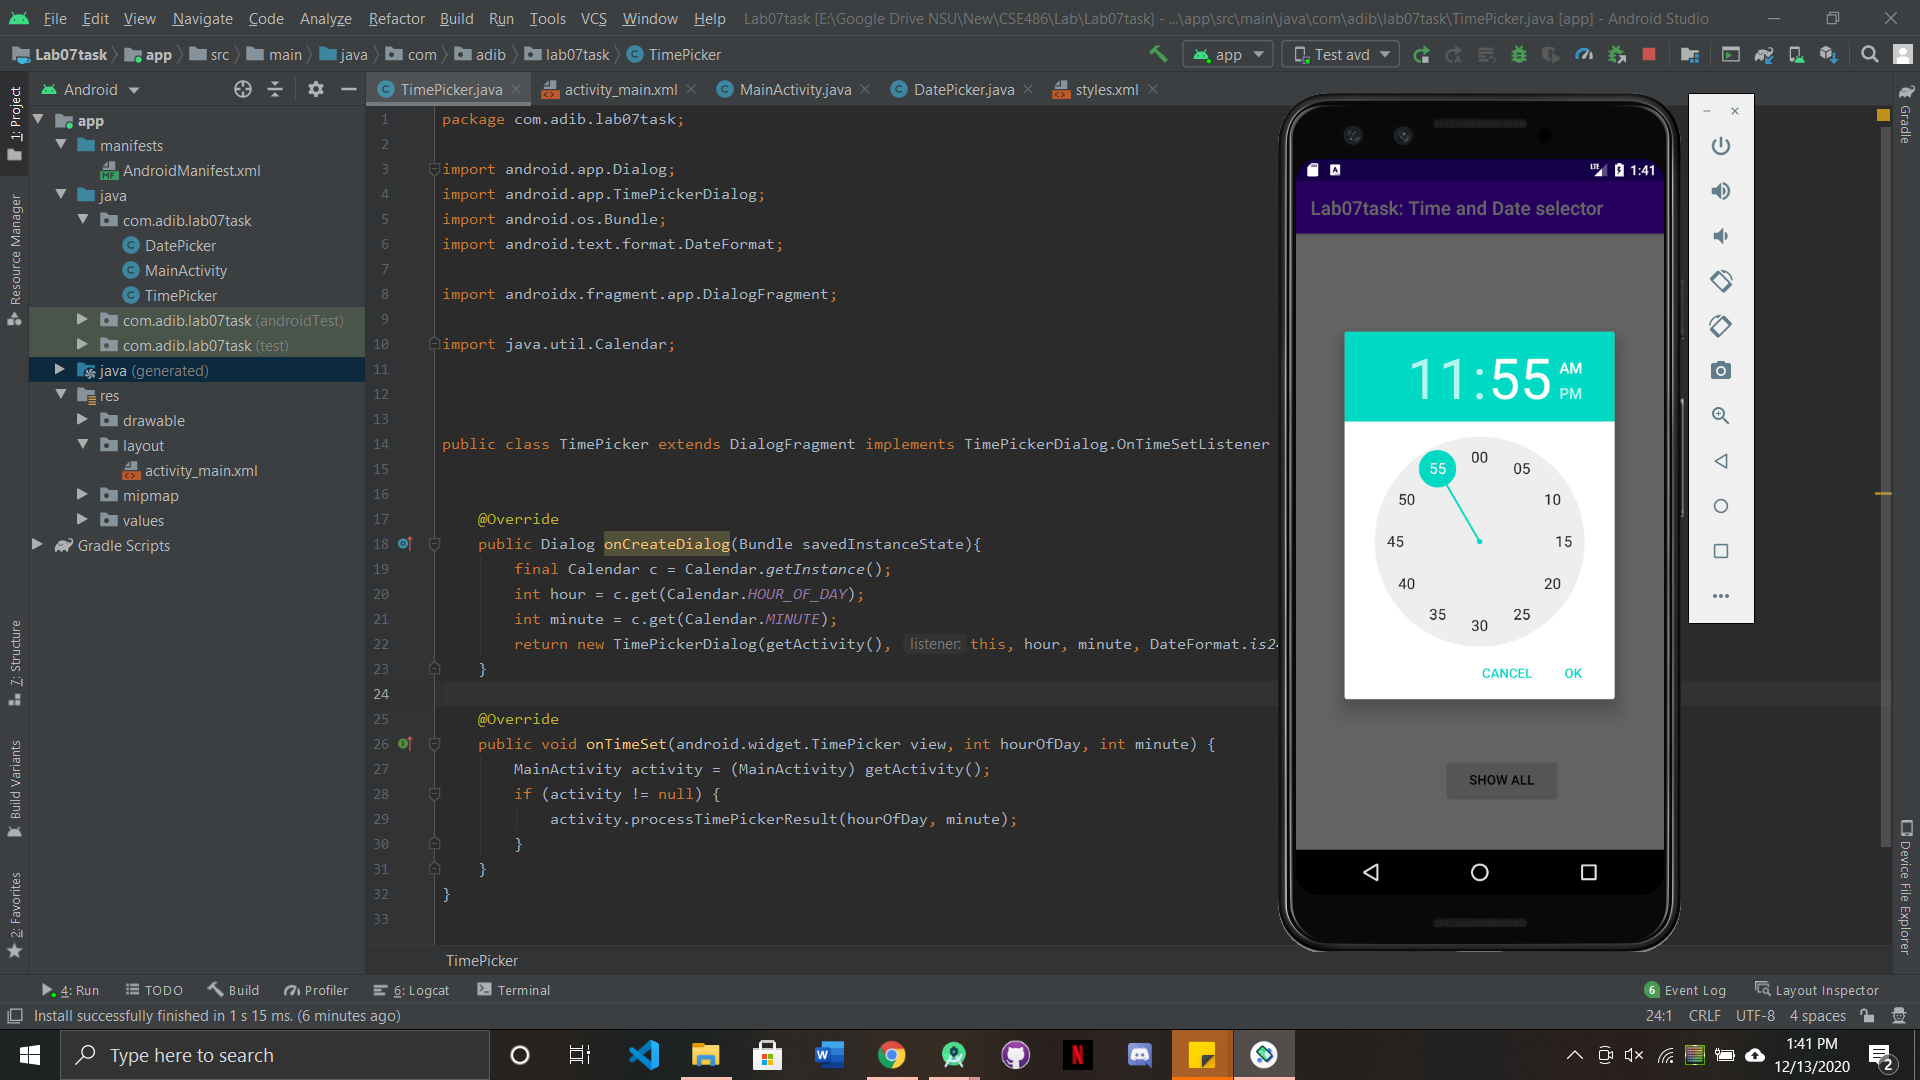 File Edit View Navigate Code Analyze Refactor Build Run Tools VCS Window Help Lab07task [E:\Google Drive NSU\New\CSE486\Lab\Lab07task] - ...\app\src\main\java\com\adib\lab07task\TimePicker.java [app] - Android Studio
Lab07task app src main java com adib lab07task TimePicker app Test avd
Android TimePicker.java activity_main.xml MainActivity.java DatePicker.java styles.xml
1: Project
Resource Manager
7: Structure
Build Variants
2: Favorites
app
manifests
AndroidManifest.xml
java
com.adib.lab07task
DatePicker
MainActivity
TimePicker
com.adib.lab07task (androidTest)
com.adib.lab07task (test)
java (generated)
res
drawable
layout
activity_main.xml
mipmap
values
Gradle Scripts
1 package com.adib.lab07task;
2
3 import android.app.Dialog;
4 import android.app.TimePickerDialog;
5 import android.os.Bundle;
6 import android.text.format.DateFormat;
7
8 import androidx.fragment.app.DialogFragment;
9
10 import java.util.Calendar;
11
12
13
14 public class TimePicker extends DialogFragment implements TimePickerDialog.OnTimeSetListener
15
16
17 @Override
18 public Dialog onCreateDialog(Bundle savedInstanceState){
19 final Calendar c = Calendar.getInstance();
20 int hour = c.get(Calendar.HOUR_OF_DAY);
21 int minute = c.get(Calendar.MINUTE);
22 return new TimePickerDialog(getActivity(), listener: this, hour, minute, DateFormat.is24
23 }
24
25 @Override
26 public void onTimeSet(android.widget.TimePicker view, int hourOfDay, int minute) {
27 MainActivity activity = (MainActivity) getActivity();
28 if (activity != null) {
29 activity.processTimePickerResult(hourOfDay, minute);
30 }
31 }
32 }
33
TimePicker
A LTE 1:41
Lab07task: Time and Date selector
11:55 AM
PM
00
55 05
50 10
45 15
40 20
35 25
30
CANCEL OK
SHOW ALL
Gradle
Device File Explorer
4: Run TODO Build Profiler 6: Logcat Terminal 6 Event Log Layout Inspector
Install successfully finished in 1 s 15 ms. (6 minutes ago) 24:1 CRLF UTF-8 4 spaces
Type here to search
1:41 PM
12/13/2020
2